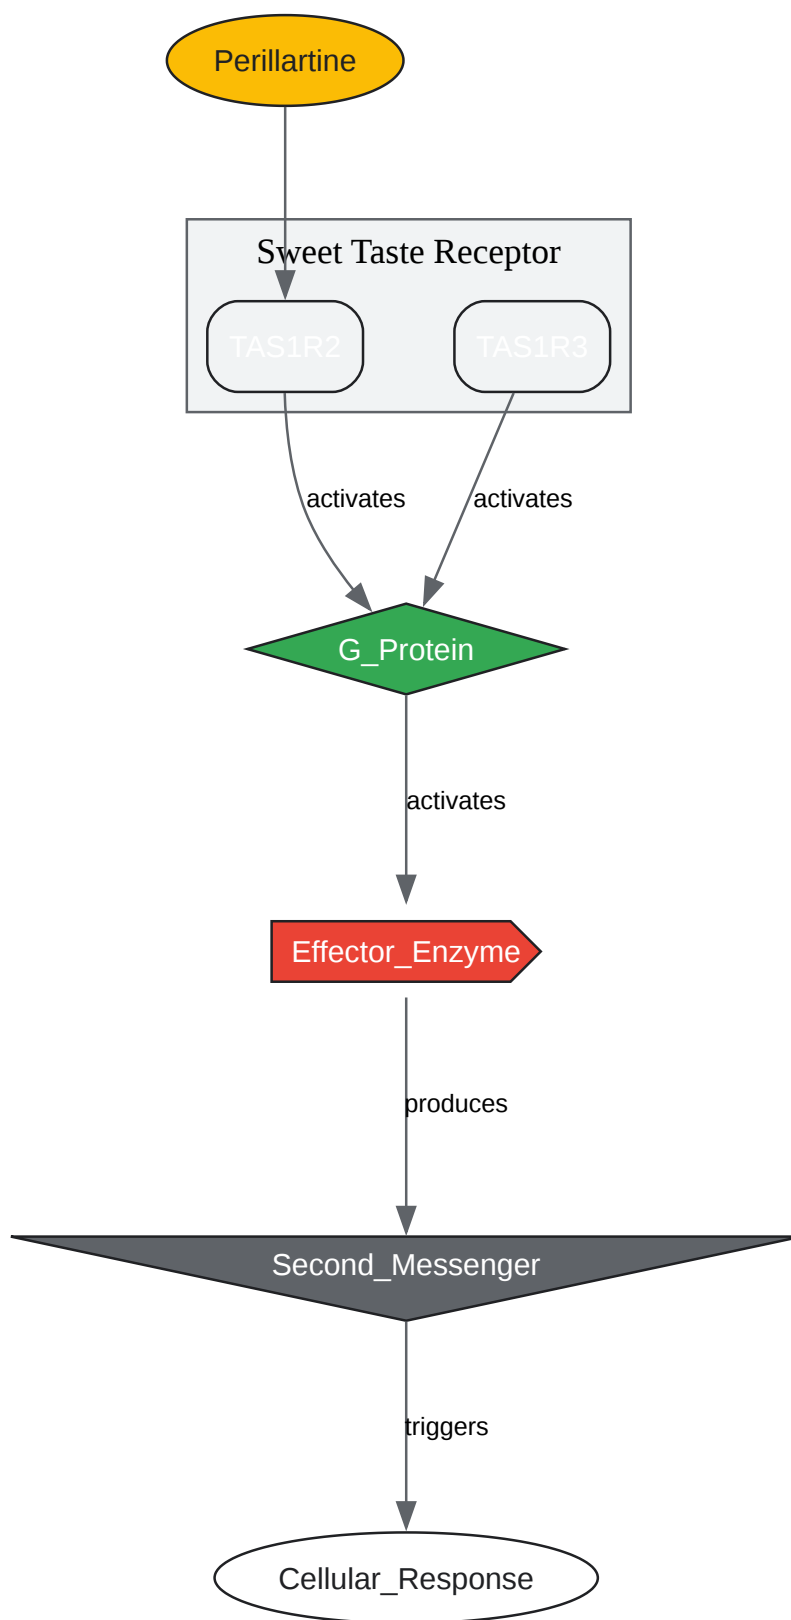 Perillartine
Sweet Taste Receptor
TAS1R2
TAS1R3
activates
activates
G_Protein
activates
Effector_Enzyme
produces
Second_Messenger
triggers
Cellular_Response